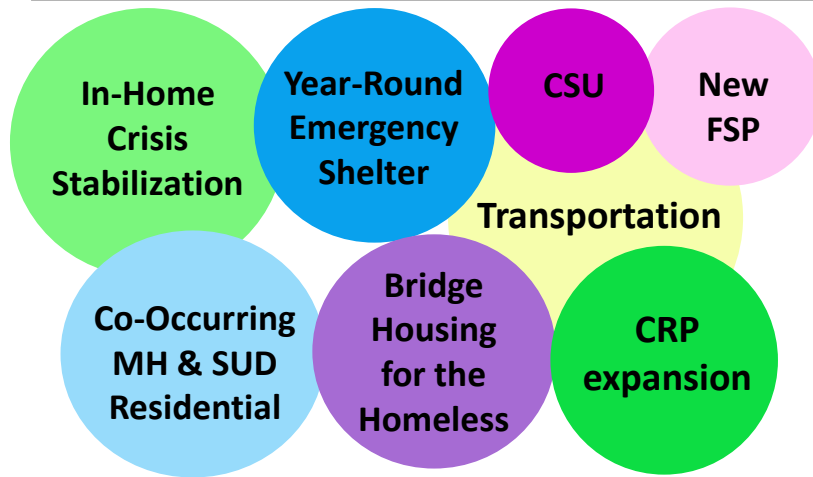 In-Home
Crisis
Stabilization
Year-Round
Emergency
Shelter
CSU
New
FSP
Transportation
Co-Occurring
MH & SUD
Residential
Bridge
Housing
for the
Homeless
CRP
expansion